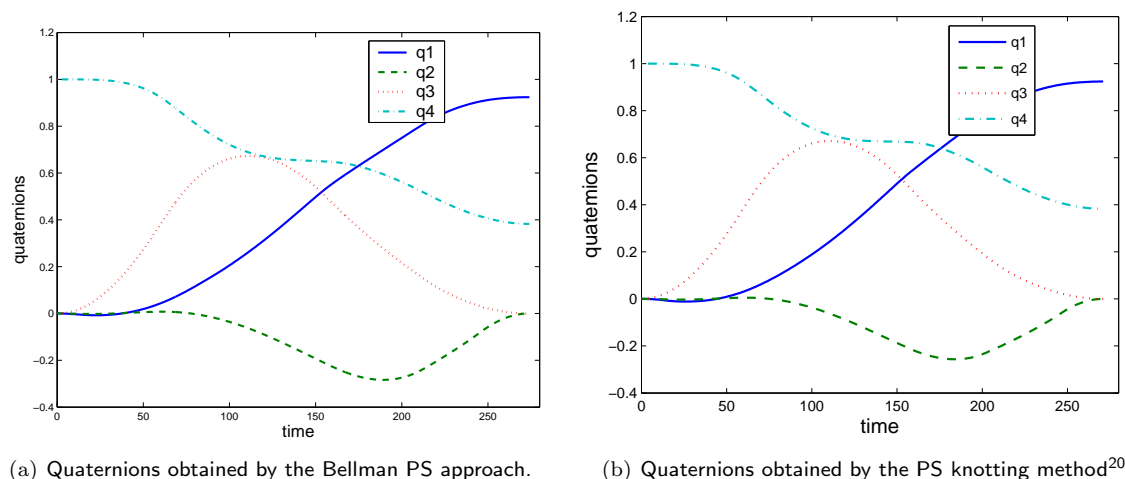 1.2
1
0.8
0.6
0.4
0.2
0
−0.2
−0.4
quaternions
0 50 100 150 200 250
time
q1
q2
q3
q4
(a) Quaternions obtained by the Bellman PS approach.
1.2
1
0.8
0.6
0.4
0.2
0
−0.2
−0.4
quaternions
0 50 100 150 200 250
time
q1
q2
q3
q4
(b) Quaternions obtained by the PS knotting method20